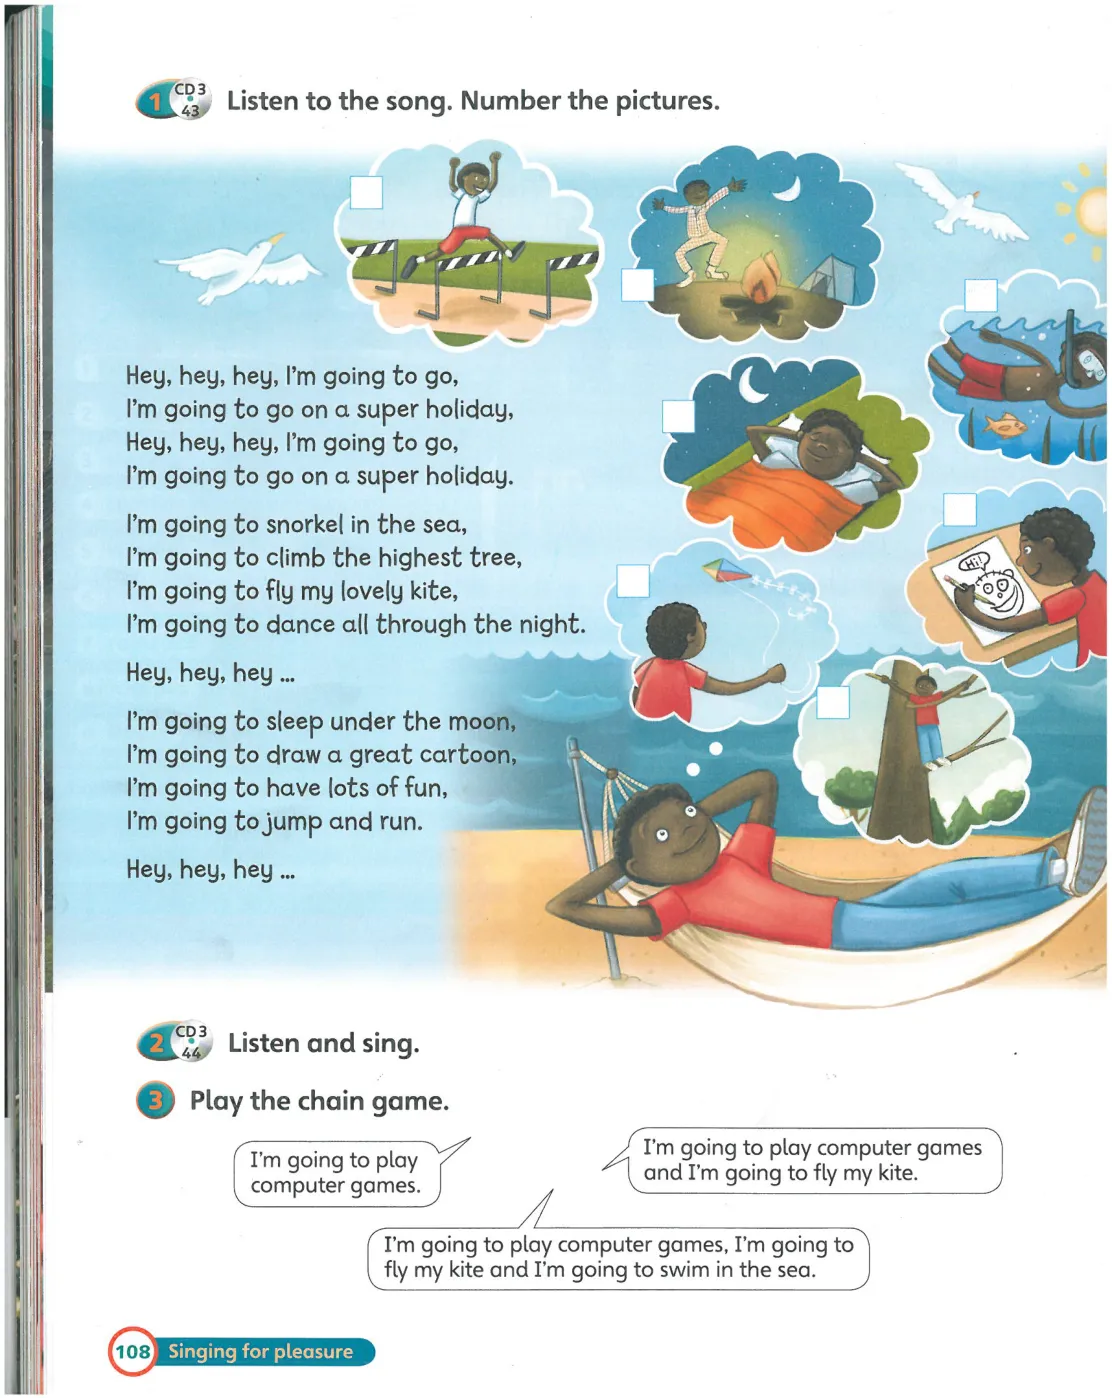 1 CD3 43 Listen to the song. Number the pictures.
Hey, hey, hey, I'm going to go,
I'm going to go on a super holiday,
Hey, hey, hey, I'm going to go,
I'm going to go on a super holiday.
I'm going to snorkel in the sea,
I'm going to climb the highest tree,
I'm going to fly my lovely kite,
I'm going to dance all through the night.
Hey, hey, hey ...
I'm going to sleep under the moon,
I'm going to draw a great cartoon,
I'm going to have lots of fun,
I'm going to jump and run.
Hey, hey, hey ...
Hi!
2 CD3 44 Listen and sing.
3 Play the chain game.
I'm going to play
computer games.
I'm going to play computer games
and I'm going to fly my kite.
I'm going to play computer games, I'm going to
fly my kite and I'm going to swim in the sea.
108 Singing for pleasure